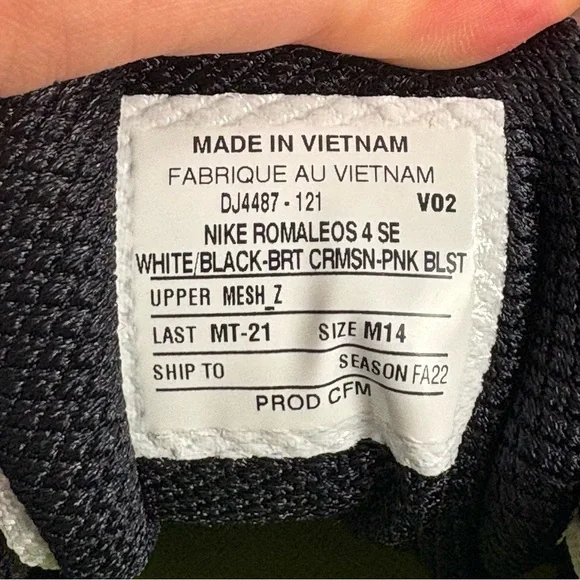 MADE IN VIETNAM
FABRIQUE AU VIETNAM
DJ4487 - 121 V02
NIKE ROMALEOS 4 SE
WHITE/BLACK-BRT CRMSN-PNK BLST
UPPER MESH_Z
LAST MT-21 SIZE M14
SHIP TO SEASON FA22
PROD CFM